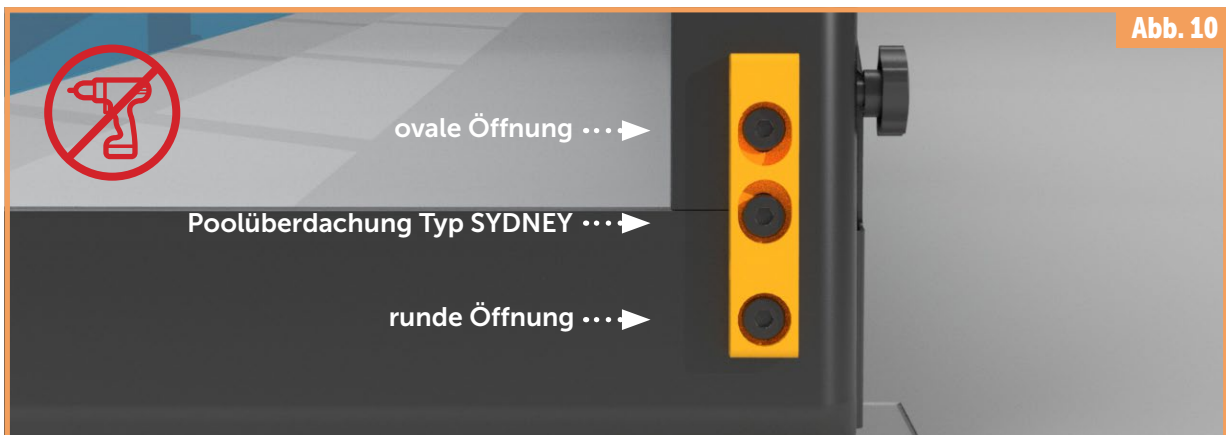 Abb. 10
ovale Öffnung
Poolüberdachung Typ SYDNEY
runde Öffnung